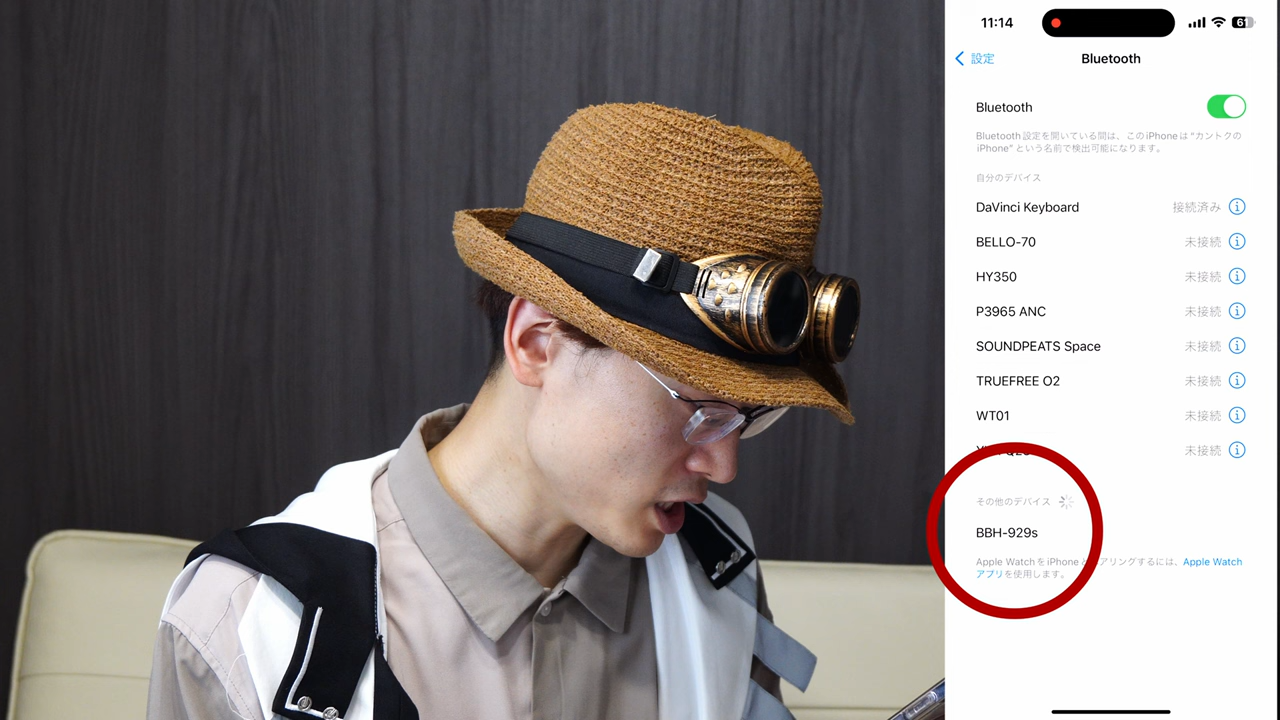 11:14
61
設定
Bluetooth
Bluetooth
Bluetooth設定を開いている間は、このiPhoneは“カントクの
iPhone”という名前で検出可能になります。
自分のデバイス
DaVinci Keyboard 接続済み
BELLO-70 未接続
HY350 未接続
P3965 ANC 未接続
SOUNDPEATS Space 未接続
TRUEFREE O2 未接続
WT01 未接続
未接続
その他のデバイス
BBH-929s
Apple WatchをiPhoneとペアリングするには、Apple Watch
アプリを使用します。